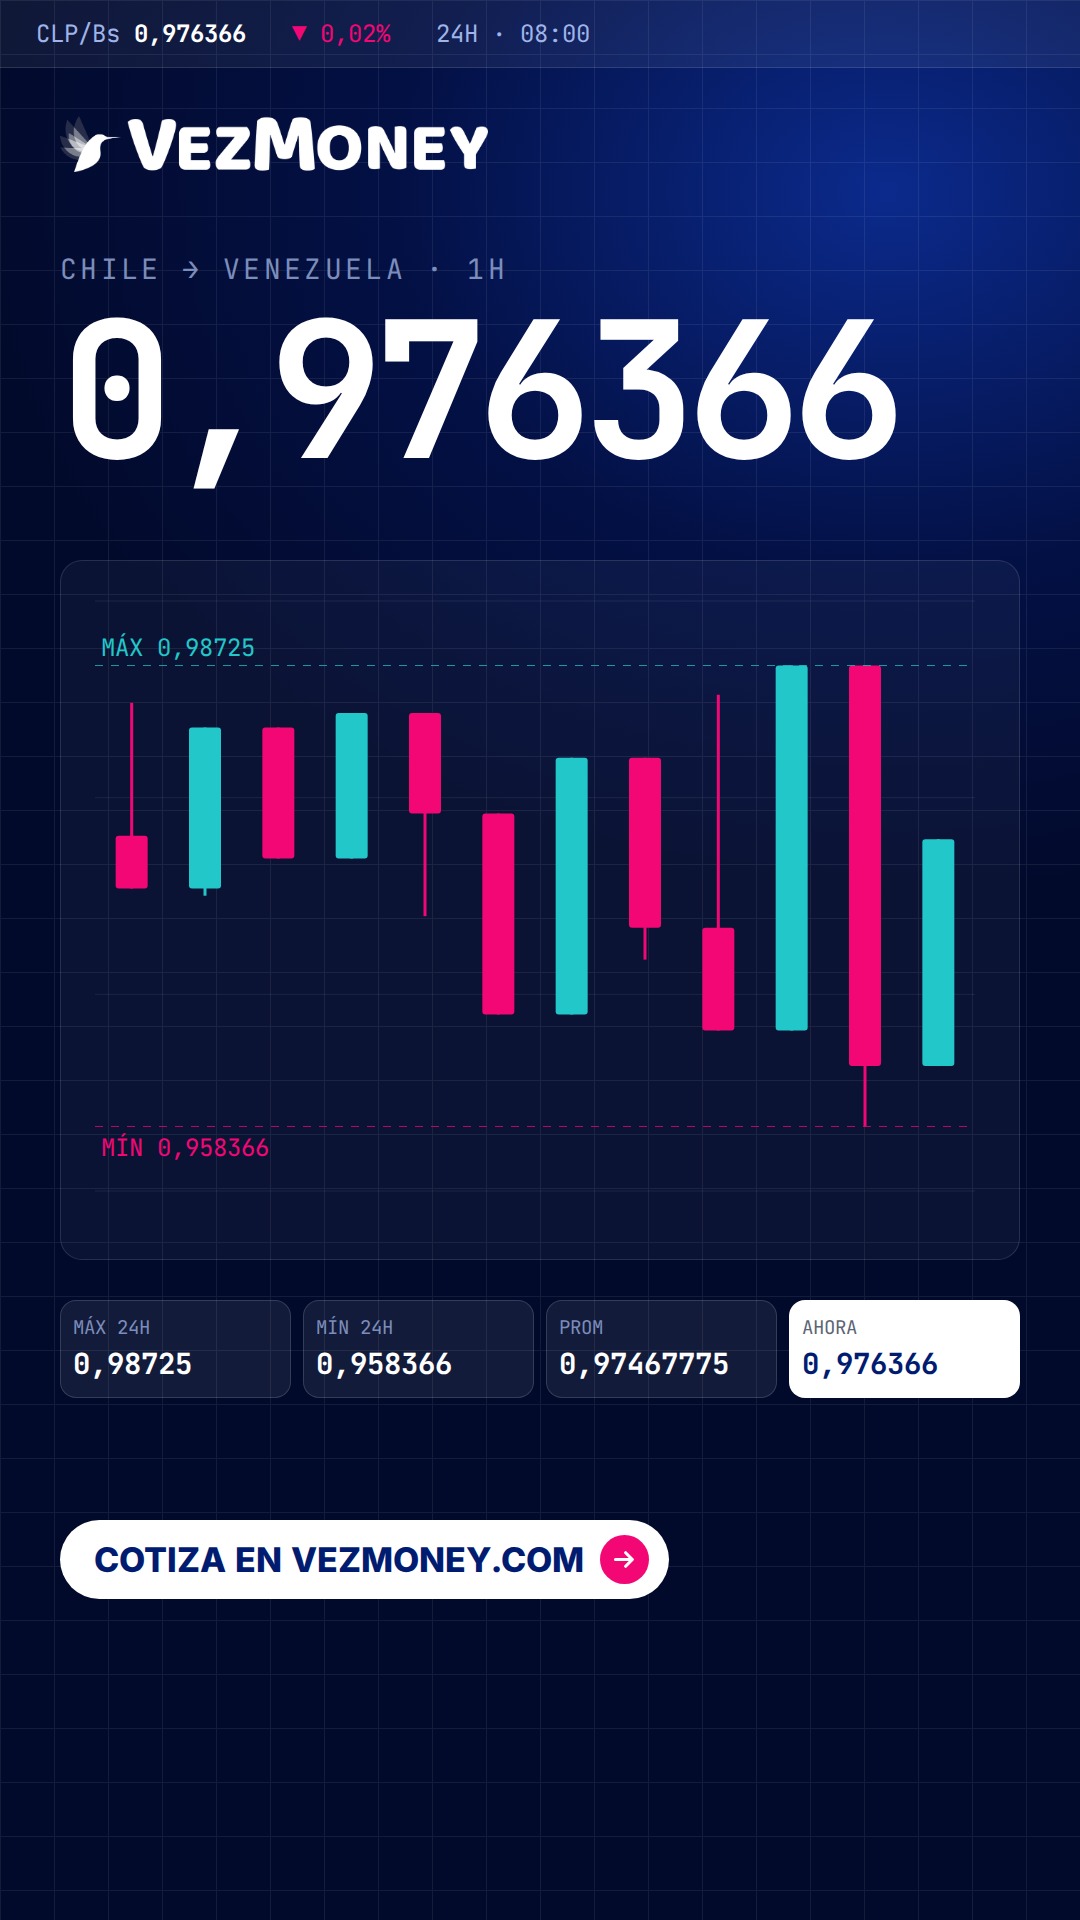 CLP/Bs 0,976366 ▼ 0,02% 24H · 08:00
VEZMONEY
CHILE → VENEZUELA · 1H
0,976366
MÁX 0,98725
MÍN 0,958366
MÁX 24H
0,98725
MÍN 24H
0,958366
PROM
0,97467775
AHORA
0,976366
COTIZA EN VEZMONEY.COM →